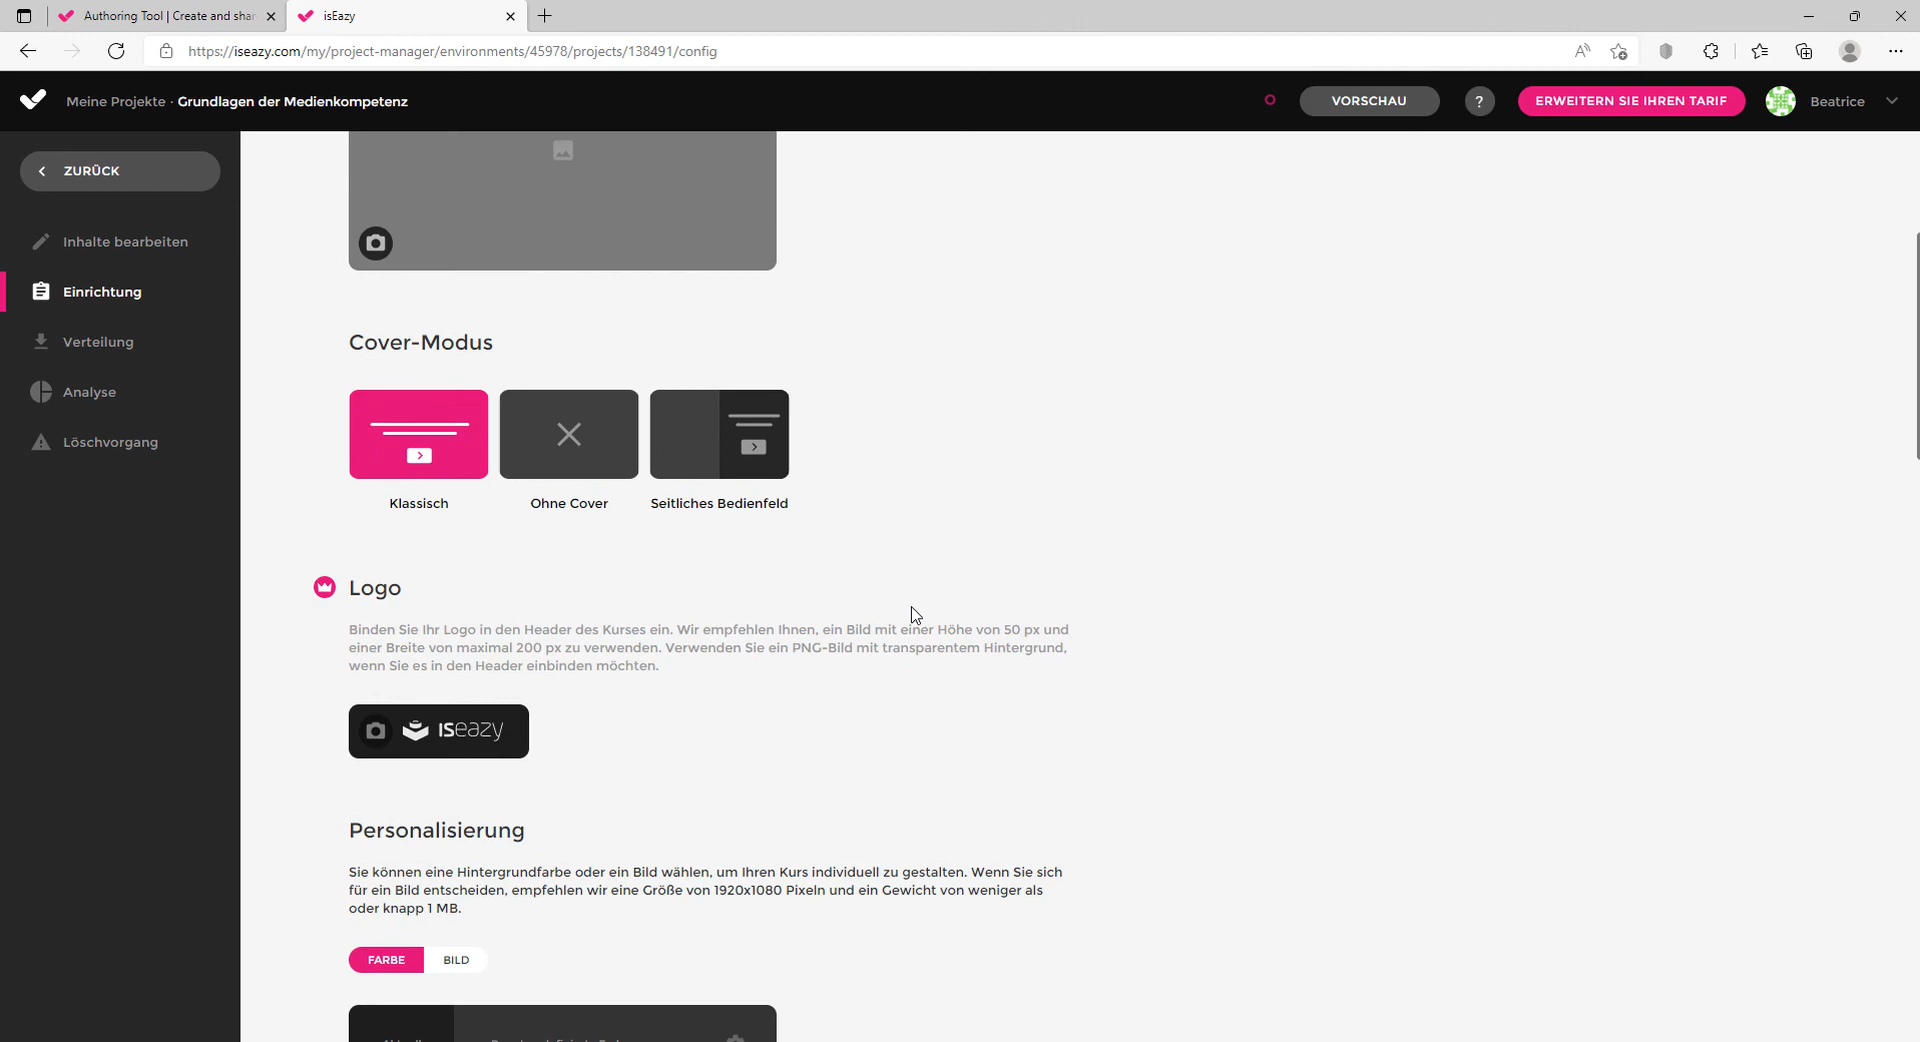 Authoring Tool | Create and shar
isEazy
https://iseazy.com/my/project-manager/environments/45978/projects/138491/config
Meine Projekte · Grundlagen der Medienkompetenz
VORSCHAU
?
ERWEITERN SIE IHREN TARIF
Beatrice
ZURÜCK
Inhalte bearbeiten
Einrichtung
Verteilung
Analyse
Löschvorgang
Cover-Modus
Klassisch
Ohne Cover
Seitliches Bedienfeld
Logo
Binden Sie Ihr Logo in den Header des Kurses ein. Wir empfehlen Ihnen, ein Bild mit einer Höhe von 50 px und
einer Breite von maximal 200 px zu verwenden. Verwenden Sie ein PNG-Bild mit transparentem Hintergrund,
wenn Sie es in den Header einbinden möchten.
ISeazy
Personalisierung
Sie können eine Hintergrundfarbe oder ein Bild wählen, um Ihren Kurs individuell zu gestalten. Wenn Sie sich
für ein Bild entscheiden, empfehlen wir eine Größe von 1920x1080 Pixeln und ein Gewicht von weniger als
oder knapp 1 MB.
FARBE
BILD